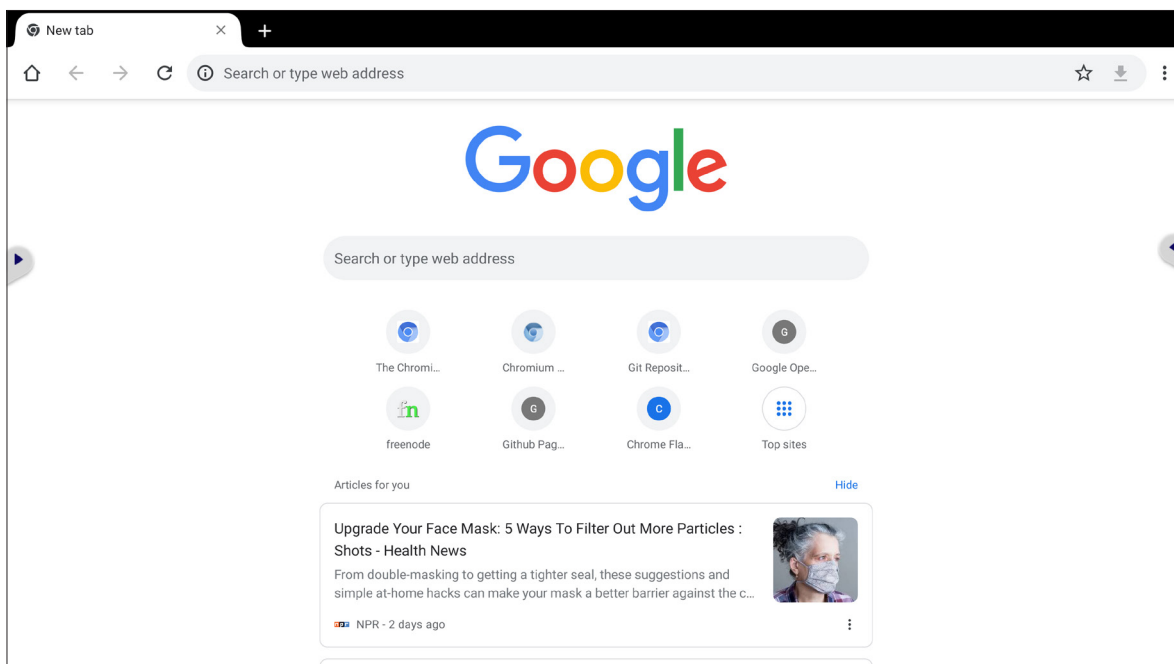 New tab
Search or type web address
Google
Search or type web address
The Chromi...
Chromium ...
Git Reposit...
G
Google Ope...
fn
freenode
G
Github Pag...
C
Chrome Fla...
Top sites
Articles for you
Hide
Upgrade Your Face Mask: 5 Ways To Filter Out More Particles :
Shots - Health News
From double-masking to getting a tighter seal, these suggestions and
simple at-home hacks can make your mask a better barrier against the c...
npr NPR - 2 days ago